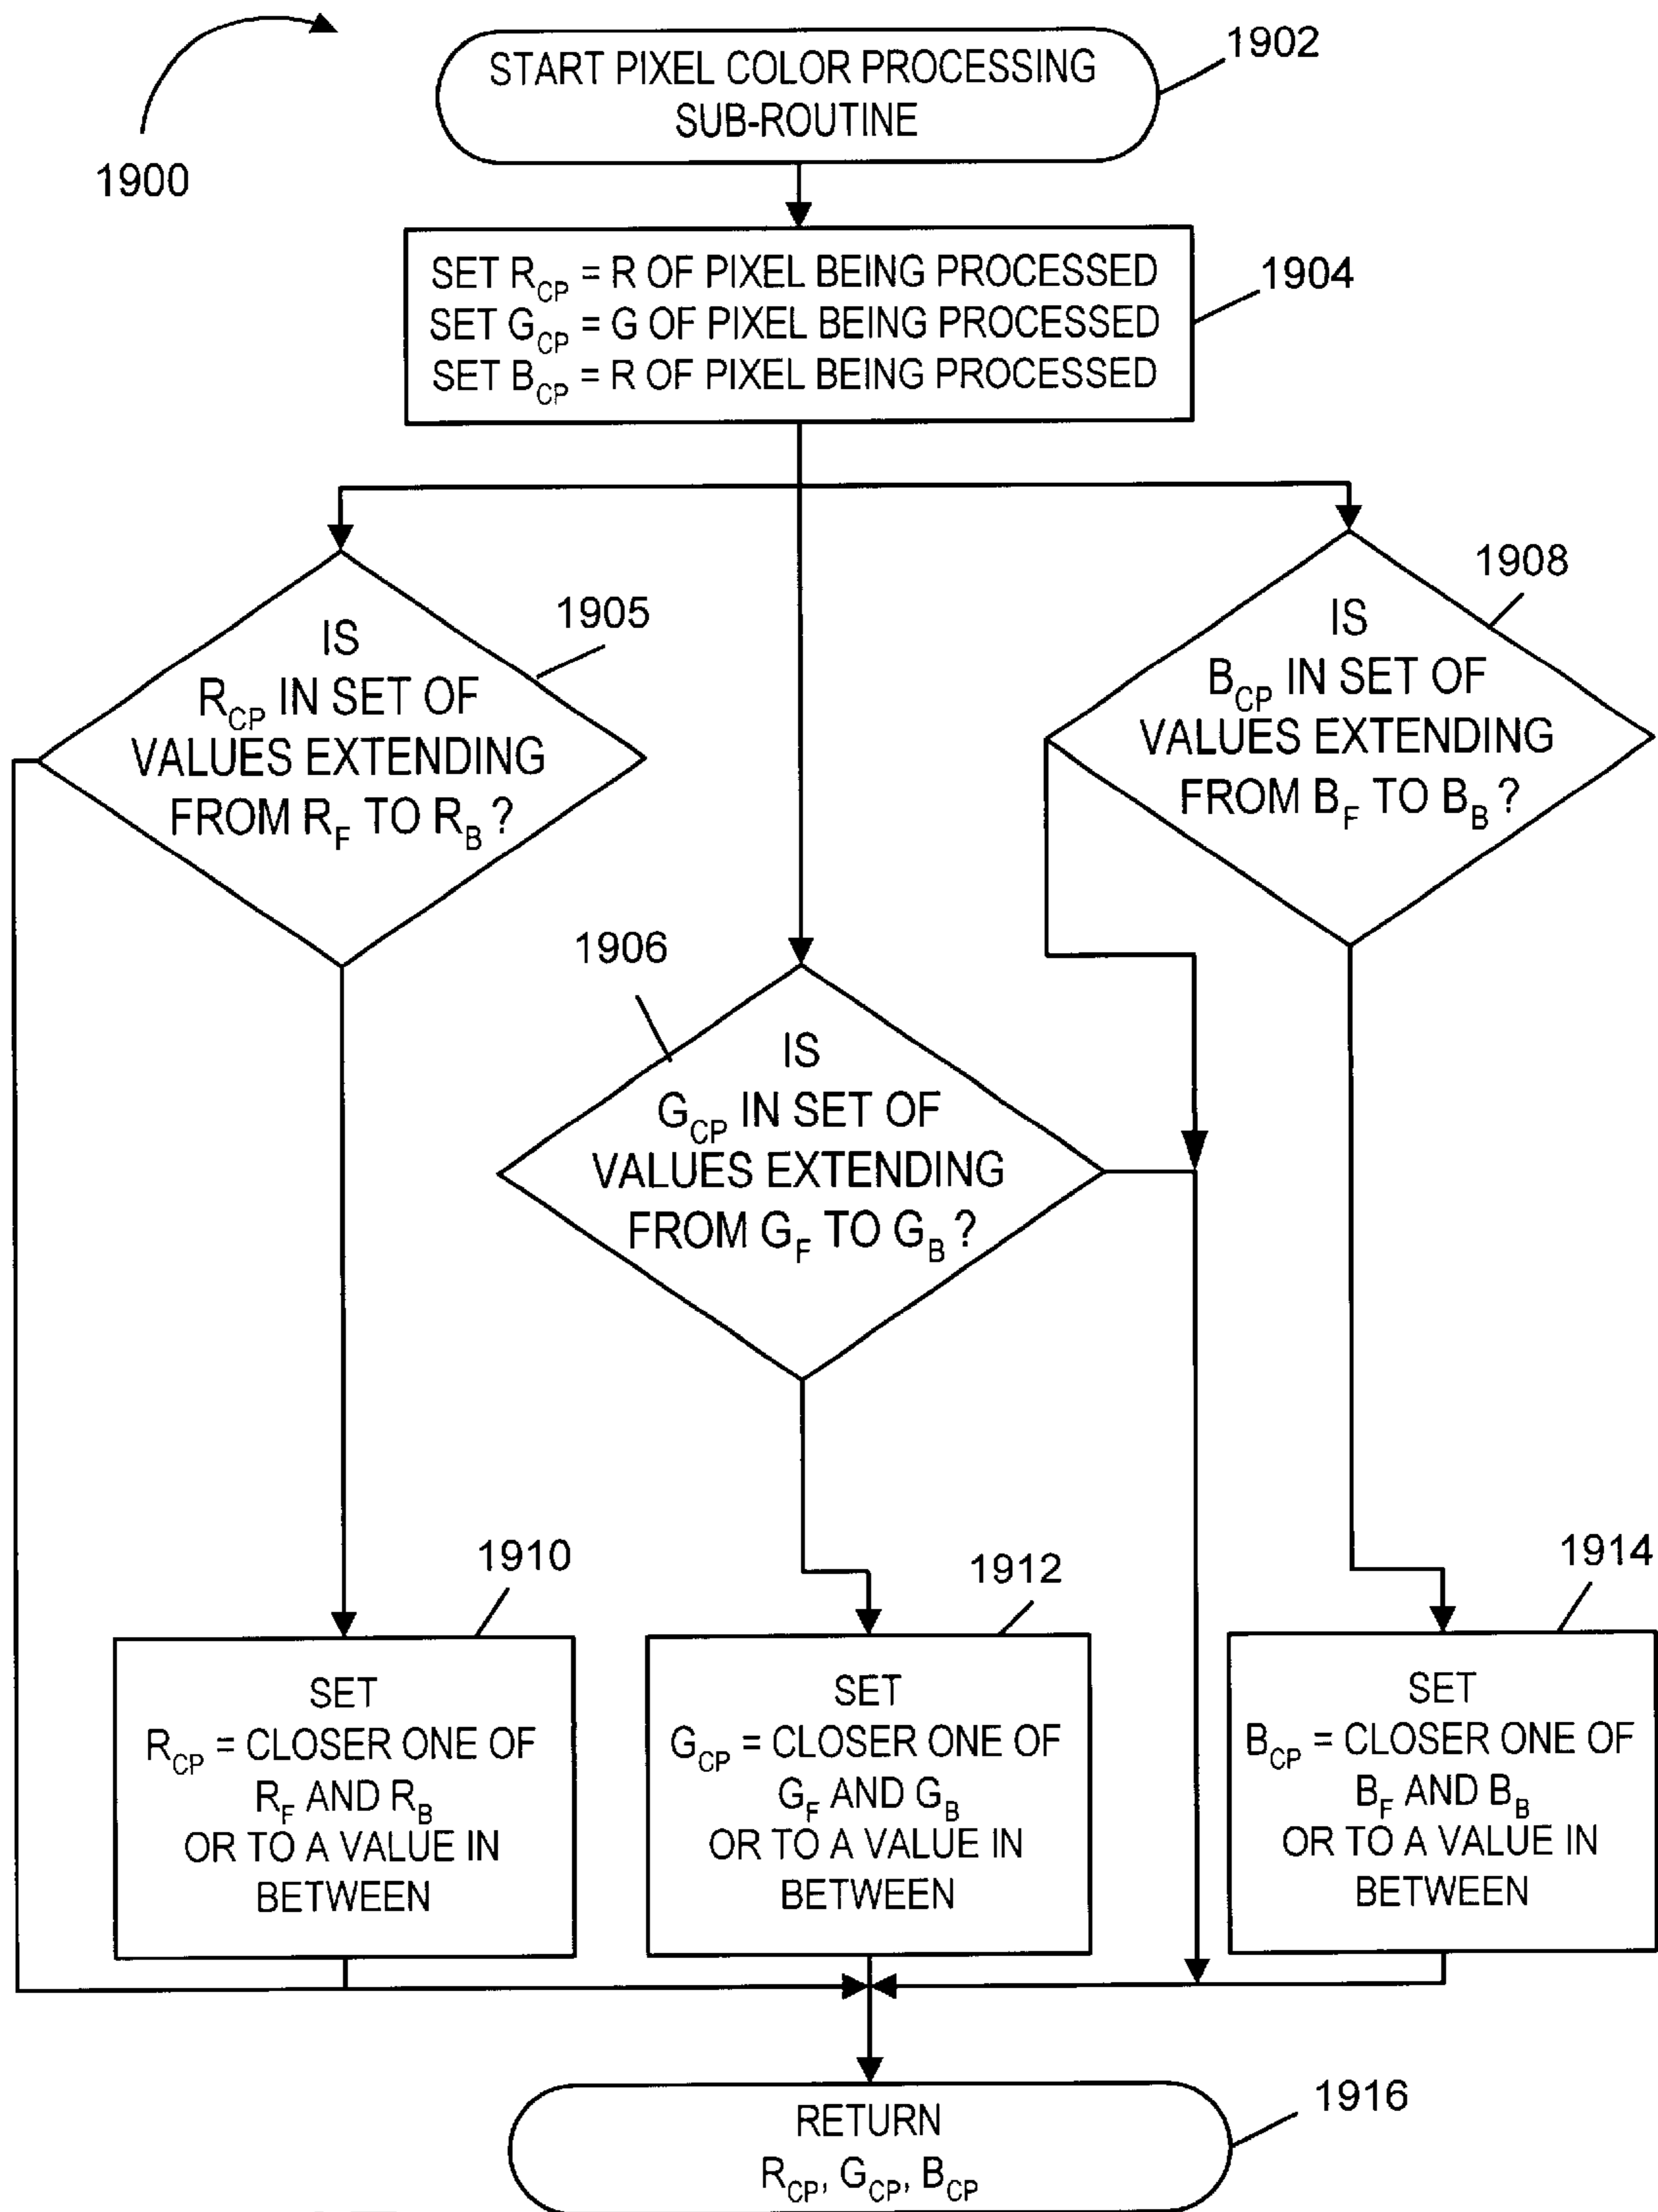 1900
START PIXEL COLOR PROCESSING
SUB-ROUTINE
1902
SET R_CP = R OF PIXEL BEING PROCESSED
SET G_CP = G OF PIXEL BEING PROCESSED
SET B_CP = R OF PIXEL BEING PROCESSED
1904
IS
R_CP IN SET OF
VALUES EXTENDING
FROM R_F TO R_B ?
1905
IS
B_CP IN SET OF
VALUES EXTENDING
FROM B_F TO B_B ?
1908
1906
IS
G_CP IN SET OF
VALUES EXTENDING
FROM G_F TO G_B ?
1910
SET
R_CP = CLOSER ONE OF
R_F AND R_B
OR TO A VALUE IN
BETWEEN
1912
SET
G_CP = CLOSER ONE OF
G_F AND G_B
OR TO A VALUE IN
BETWEEN
1914
SET
B_CP = CLOSER ONE OF
B_F AND B_B
OR TO A VALUE IN
BETWEEN
RETURN
R_CP, G_CP, B_CP
1916